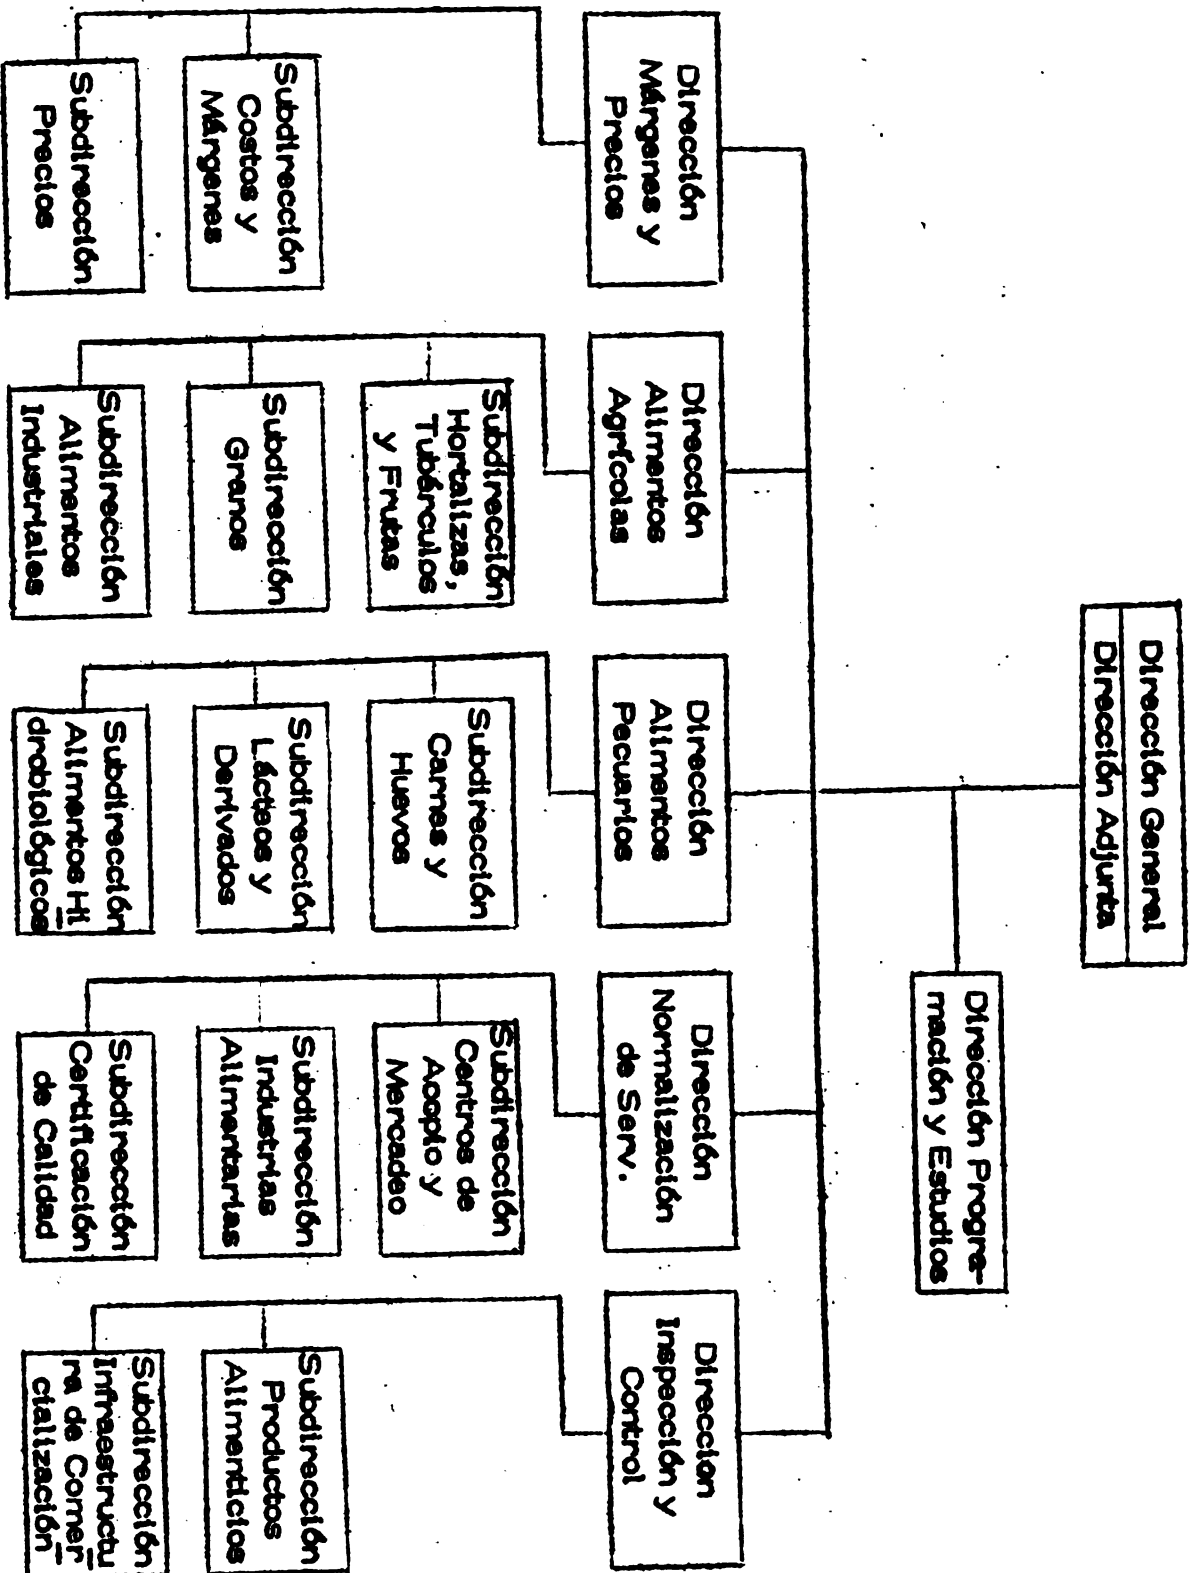 Dirección General
Dirección Adjunta
Dirección Progra-
mación y Estudios
Dirección
Márgenes y
Precios
Dirección
Alimentos
Agrícolas
Dirección
Alimentos
Pecuarios
Dirección
Normalización
de Serv.
Direccion
Inspección y
Control
Subdirección
Hortalizas,
Tubérculos
y Frutas
Subdirección
Carnes y
Huevos
Subdirección
Centros de
Acopio y
Mercadeo
Subdirección
Costos y
Márgenes
Subdirección
Granos
Subdirección
Lácteos y
Derivados
Subdirección
Industrias
Alimentarias
Subdirección
Productos
Alimenticios
Subdirección
Precios
Subdirección
Alimentos
Industriales
Subdirección
Alimentos Hi
drobiológicos
Subdirección
Certificación
de Calidad
Subdirección
Infraestructu
ra de Comer
cialización